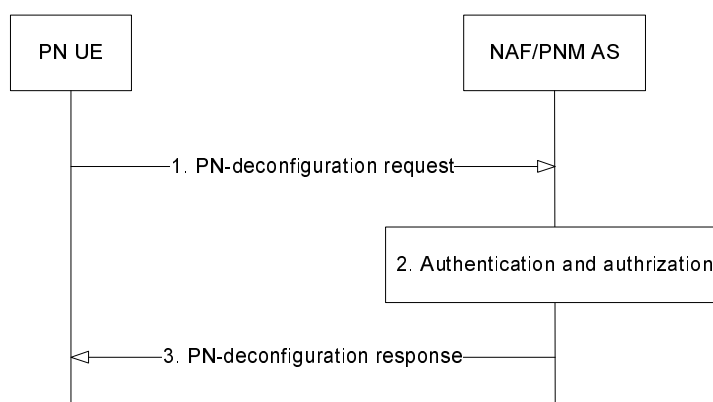 PN UE
NAF/PNM AS
1. PN-deconfiguration request
2. Authentication and authrization
3. PN-deconfiguration response